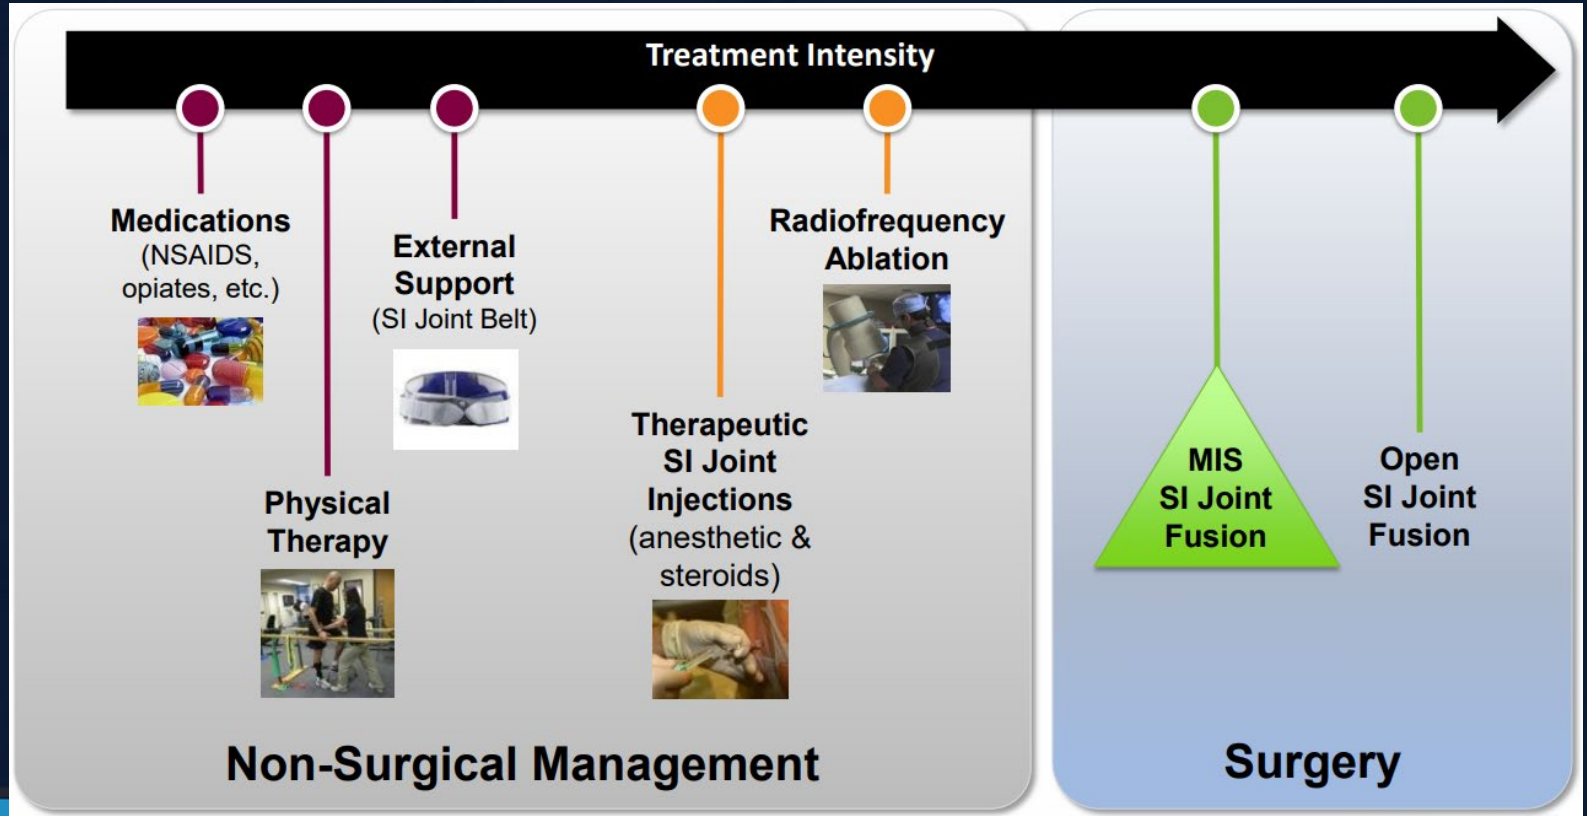 Treatment Intensity
Medications
(NSAIDS,
opiates, etc.)
Physical
Therapy
External
Support
(SI Joint Belt)
Therapeutic
SI Joint
Injections
(anesthetic &
steroids)
Radiofrequency
Ablation
Non-Surgical Management
MIS
SI Joint
Fusion
Open
SI Joint
Fusion
Surgery